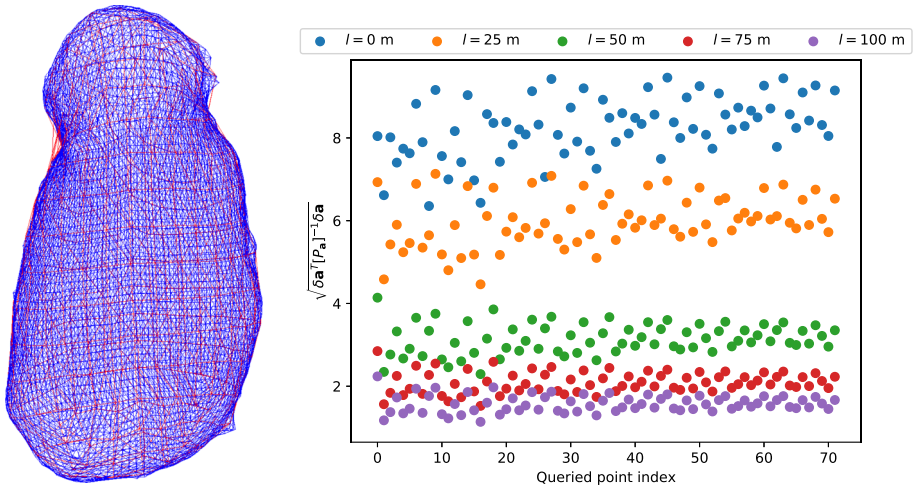 l = 0 m l = 25 m l = 50 m l = 75 m l = 100 m
8
6
4
2
√δa^T[P_a]^{-1}δa
0 10 20 30 40 50 60 70
Queried point index